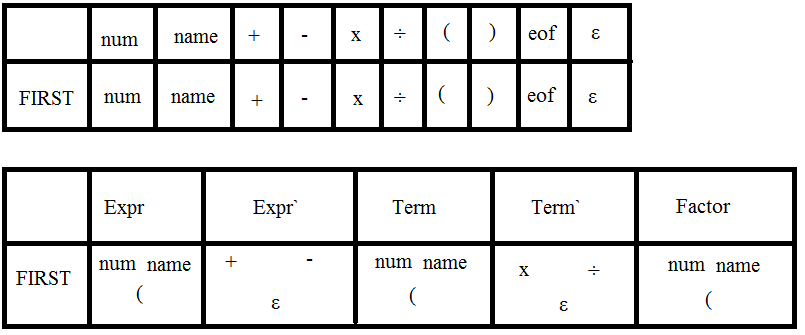 num name + - x ÷ ( ) eof ε
FIRST num name + - x ÷ ( ) eof ε
Expr Expr` Term Term` Factor
FIRST num name + - num name x ÷ num name
( ε ( ε (